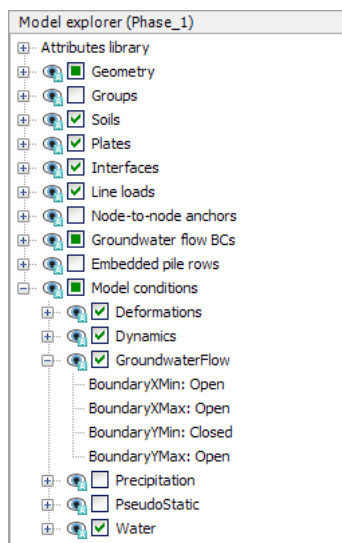 Model explorer (Phase_1)
Attributes library
Geometry
Groups
Soils
Plates
Interfaces
Line loads
Node-to-node anchors
Groundwater flow BCs
Embedded pile rows
Model conditions
Deformations
Dynamics
GroundwaterFlow
BoundaryXMin: Open
BoundaryXMax: Open
BoundaryYMin: Closed
BoundaryYMax: Open
Precipitation
PseudoStatic
Water